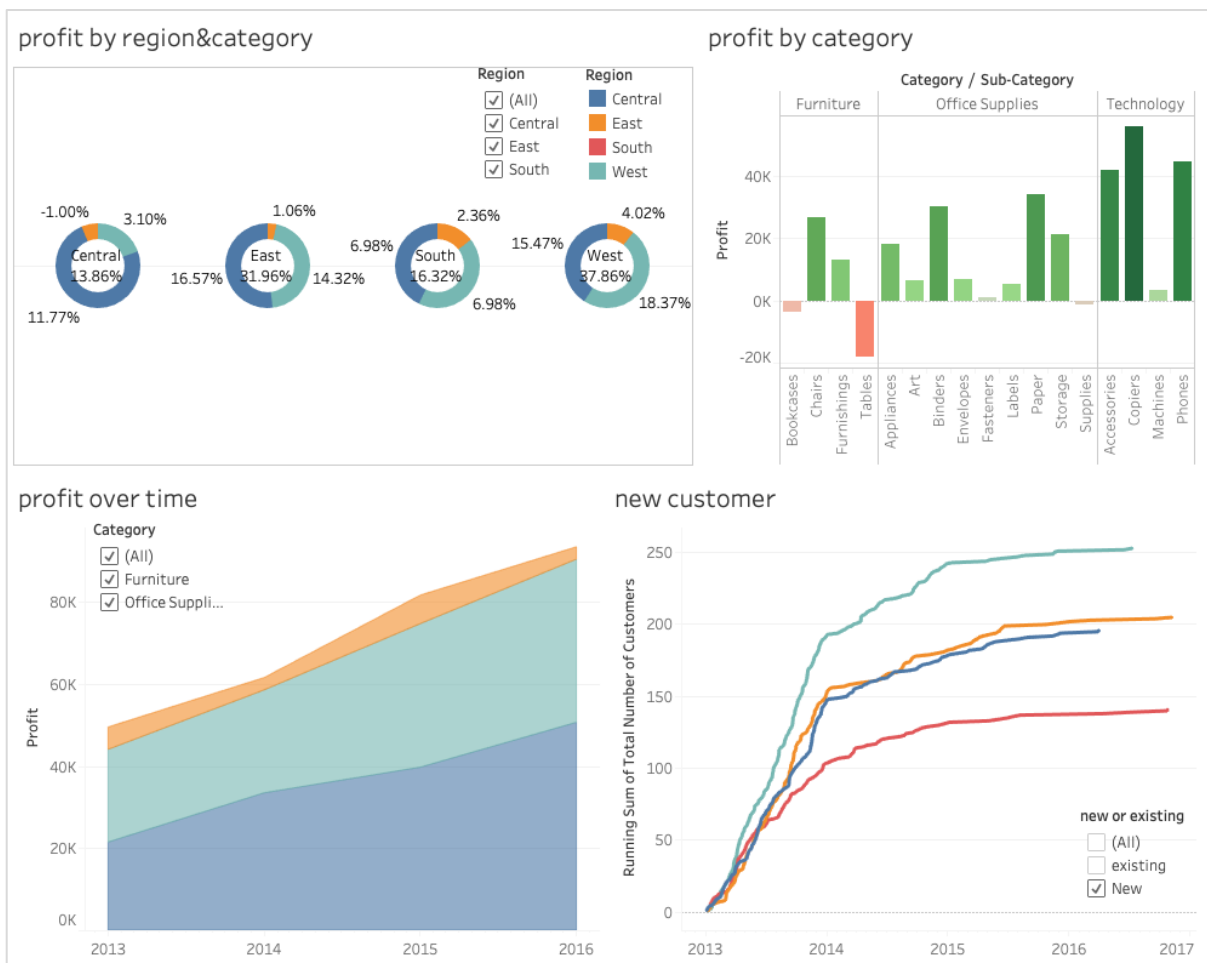 profit by region&category
Region
(All)
Central
East
South
Region
Central
East
South
West
-1.00%
3.10%
Central
13.86%
11.77%
1.06%
16.57%
East
31.96%
14.32%
2.36%
6.98%
South
16.32%
6.98%
4.02%
15.47%
West
37.86%
18.37%
profit by category
Category / Sub-Category
Furniture
Office Supplies
Technology
Profit
40K
20K
0K
-20K
Bookcases
Chairs
Furnishings
Tables
Appliances
Art
Binders
Envelopes
Fasteners
Labels
Paper
Storage
Supplies
Accessories
Copiers
Machines
Phones
profit over time
Category
(All)
Furniture
Office Suppli...
Profit
80K
60K
40K
20K
0K
2013
2014
2015
2016
new customer
Running Sum of Total Number of Customers
250
200
150
100
50
0
new or existing
(All)
existing
New
2013
2014
2015
2016
2017